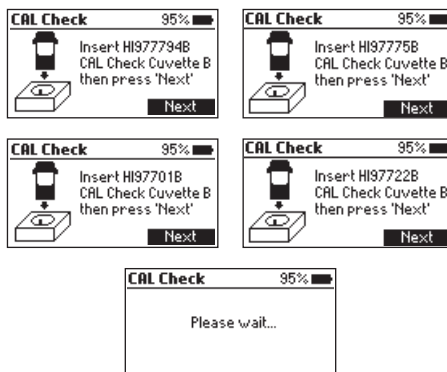 CAL Check 95%
Insert HI977794B
CAL Check Cuvette B
then press 'Next'
Next
CAL Check 95%
Insert HI97775B
CAL Check Cuvette B
then press 'Next'
Next
CAL Check 95%
Insert HI97701B
CAL Check Cuvette B
then press 'Next'
Next
CAL Check 95%
Insert HI97722B
CAL Check Cuvette B
then press 'Next'
Next
CAL Check 95%
Please wait...